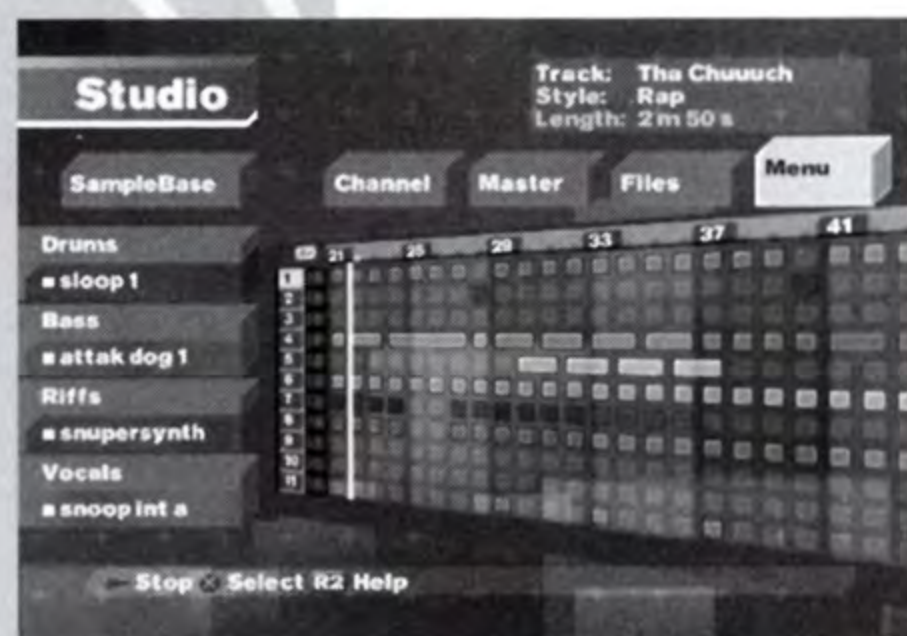 Studio
Track: Tha Chuuuch
Style: Rap
Length: 2 m 50 s
SampleBase
Channel
Master
Files
Menu
21 25 29 33 37 41
Drums
sloop 1
Bass
attak dog 1
Riffs
snupersynth
Vocals
snoop int a
1
2
3
4
5
6
7
8
9
10
11
Stop Select R2 Help